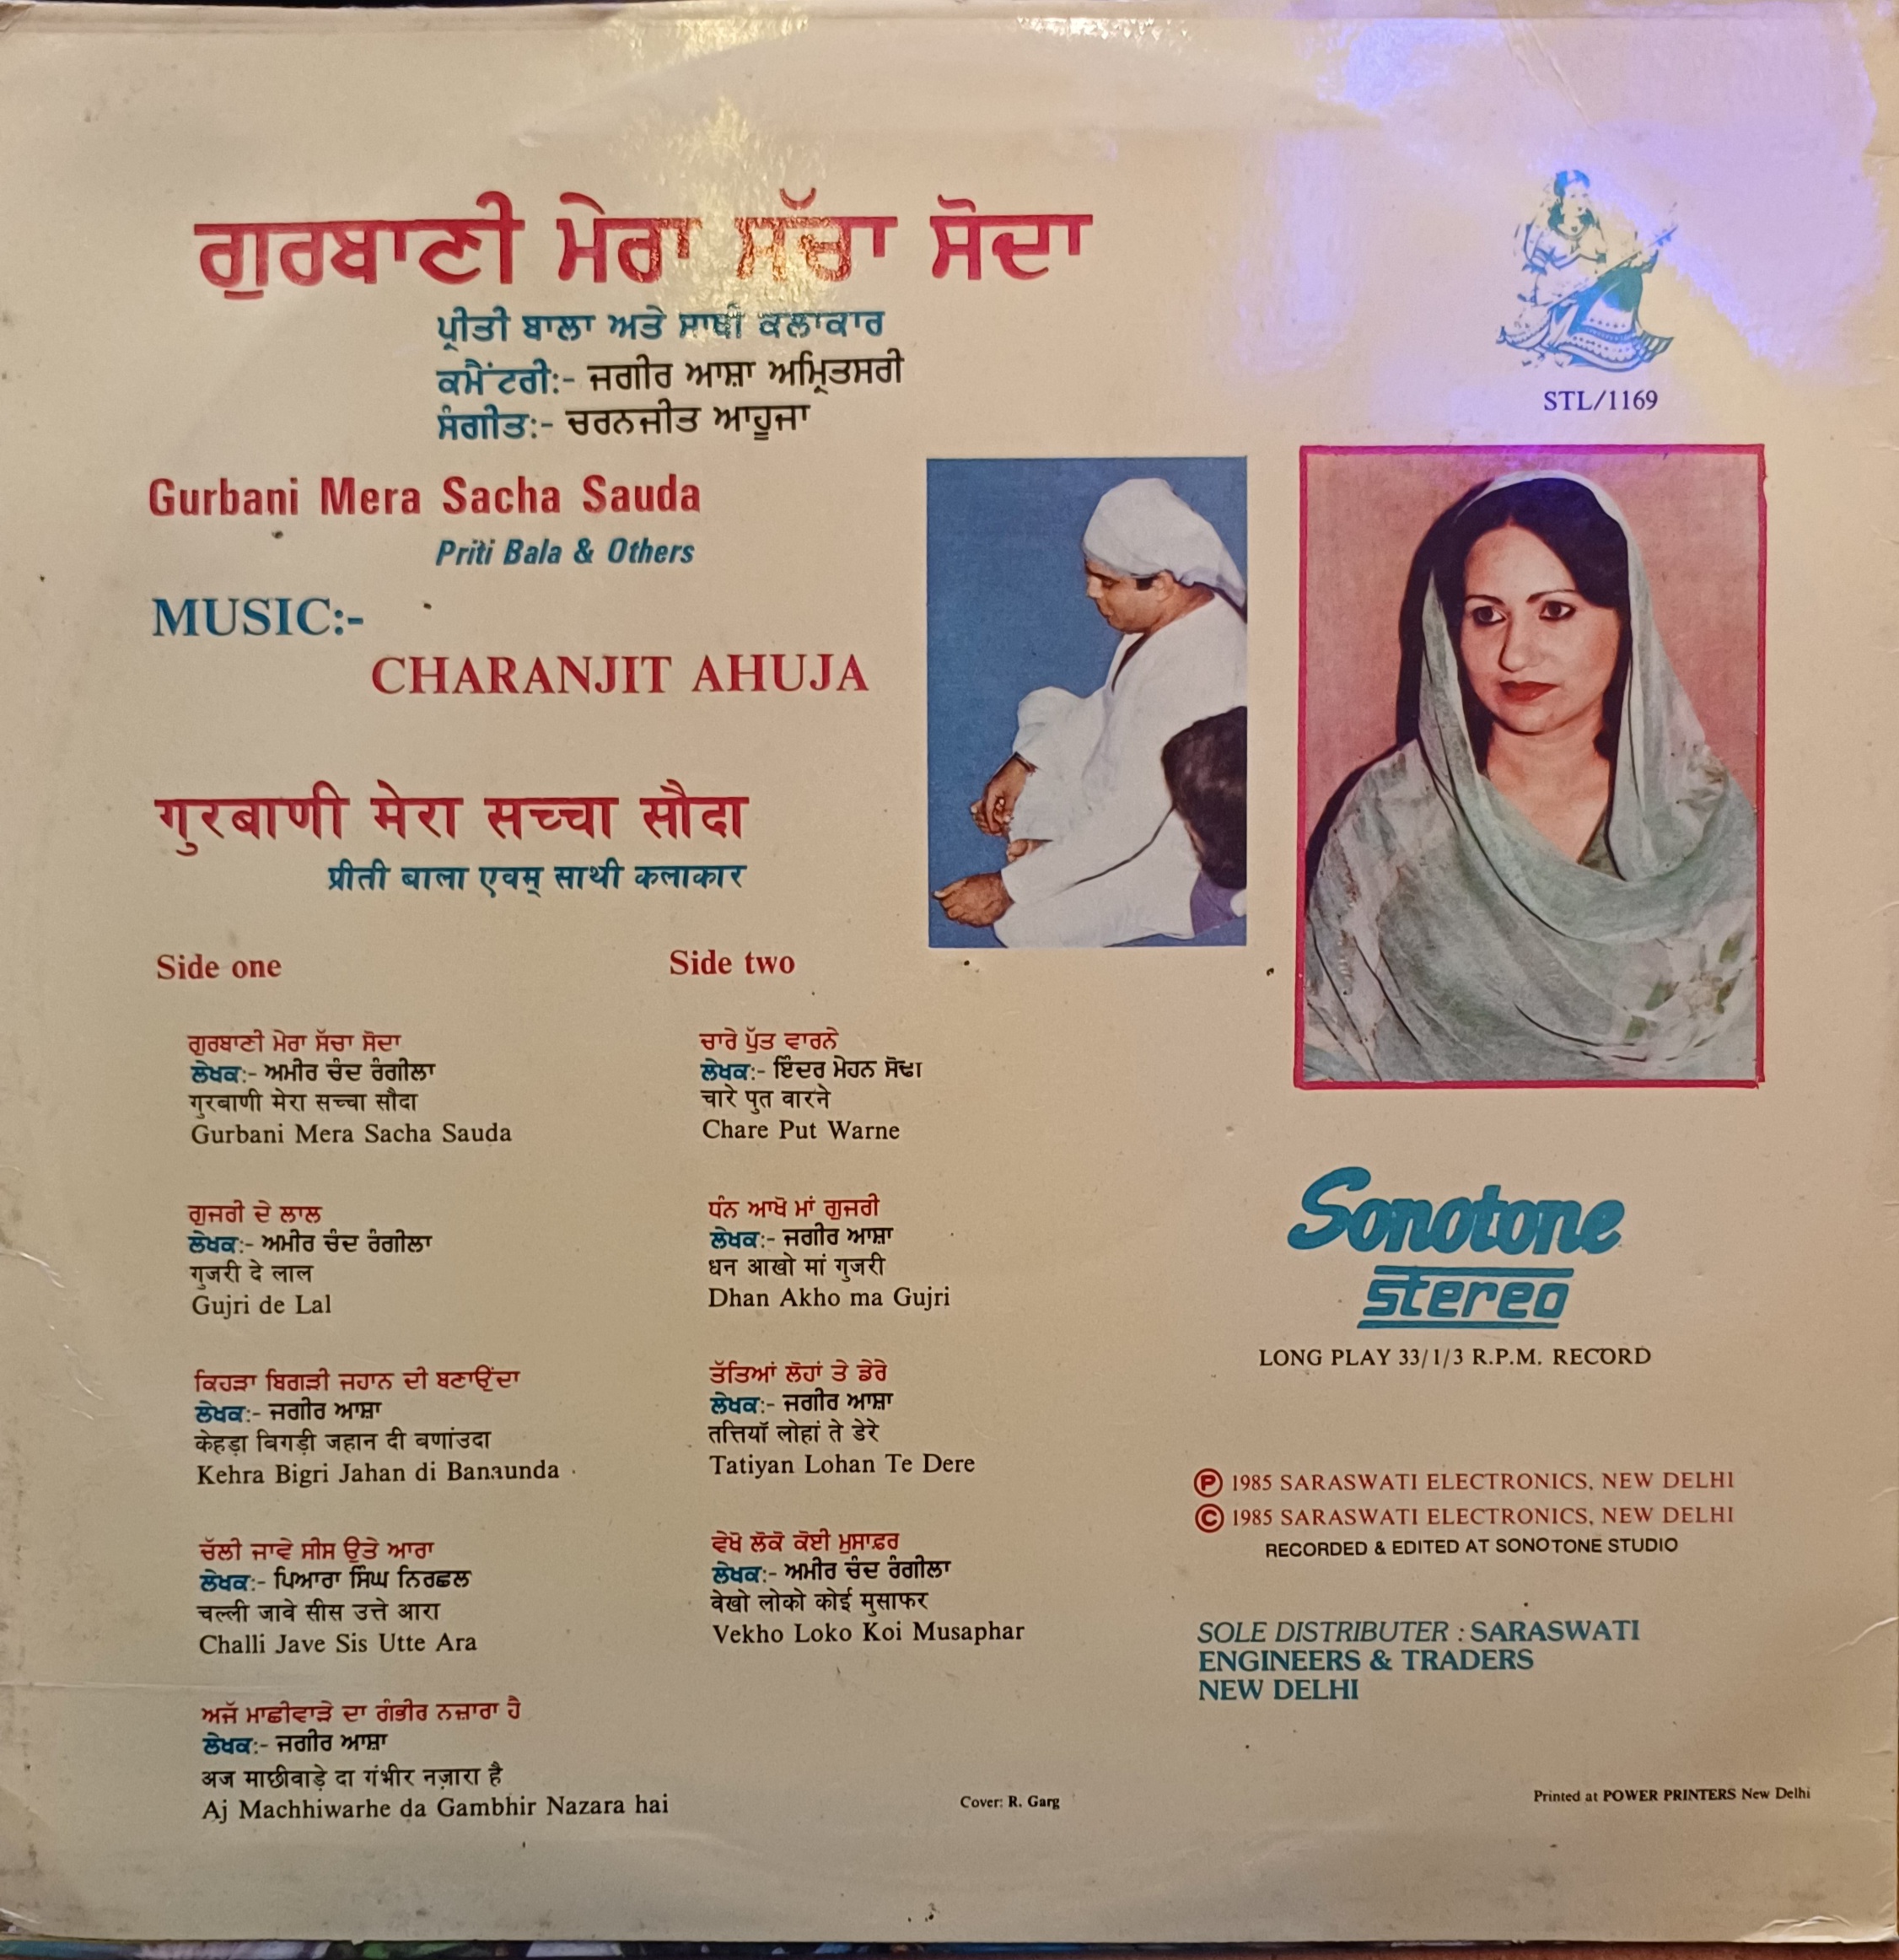 ਗੁਰਬਾਣੀ ਮੇਰਾ ਸੱਚਾ ਸੋਦਾ
ਪ੍ਰੀਤੀ ਬਾਲਾ ਅਤੇ ਸਾਥੀ ਕਲਾਕਾਰ
ਕਮੈਂਟਰੀ:- ਜਗੀਰ ਆਸ਼ਾ ਅਮ੍ਰਿਤਸਰੀ
ਸੰਗੀਤ:- ਚਰਨਜੀਤ ਆਹੂਜਾ
STL/1169
Gurbani Mera Sacha Sauda
Priti Bala & Others
MUSIC:-
CHARANJIT AHUJA
गुरबाणी मेरा सच्चा सौदा
प्रीती बाला एवम् साथी कलाकार
Side one
ਗੁਰਬਾਣੀ ਮੇਰਾ ਸੱਚਾ ਸੋਦਾ
ਲੇਖਕ:- ਅਮੀਰ ਚੰਦ ਰੰਗੀਲਾ
गुरबाणी मेरा सच्चा सौदा
Gurbani Mera Sacha Sauda
ਗੁਜਰੀ ਦੇ ਲਾਲ
ਲੇਖਕ:- ਅਮੀਰ ਚੰਦ ਰੰਗੀਲਾ
गुजरी दे लाल
Gujri de Lal
ਕਿਹੜਾ ਬਿਗੜੀ ਜਹਾਨ ਦੀ ਬਣਾਉਂਦਾ
ਲੇਖਕ:- ਜਗੀਰ ਆਸ਼ਾ
केहड़ा बिगड़ी जहान दी बणांउदा
Kehra Bigri Jahan di Banaunda
ਚੱਲੀ ਜਾਵੇ ਸੀਸ ਉਤੇ ਆਰਾ
ਲੇਖਕ:- ਪਿਆਰਾ ਸਿੰਘ ਨਿਰਛਲ
चल्ली जावे सीस उत्ते आरा
Challi Jave Sis Utte Ara
ਅਜੱ ਮਾਛੀਵਾੜੇ ਦਾ ਗੰਭੀਰ ਨਜ਼ਾਰਾ ਹੈ
ਲੇਖਕ:- ਜਗੀਰ ਆਸ਼ਾ
अज माछीवाड़े दा गंभीर नज़ारा है
Aj Machhiwarhe da Gambhir Nazara hai
Side two
ਚਾਰੇ ਪੁੱਤ ਵਾਰਨੇ
ਲੇਖਕ:- ਇੰਦਰ ਮੋਹਨ ਸੋਢਾ
चारे पुत वारने
Chare Put Warne
ਧੰਨ ਆਖੋ ਮਾਂ ਗੁਜਰੀ
ਲੇਖਕ:- ਜਗੀਰ ਆਸ਼ਾ
धन आखो मां गुजरी
Dhan Akho ma Gujri
ਤੱਤਿਆਂ ਲੋਹਾਂ ਤੇ ਡੇਰੇ
ਲੇਖਕ:- ਜਗੀਰ ਆਸ਼ਾ
तत्तियॉ लोहां ते डेरे
Tatiyan Lohan Te Dere
ਵੇਖੋ ਲੋਕੋ ਕੋਈ ਮੁਸਾਫ਼ਰ
ਲੇਖਕ:- ਅਮੀਰ ਚੰਦ ਰੰਗੀਲਾ
वेखो लोको कोई मुसाफर
Vekho Loko Koi Musaphar
Sonotone
stereo
LONG PLAY 33/1/3 R.P.M. RECORD
Ⓟ 1985 SARASWATI ELECTRONICS, NEW DELHI
© 1985 SARASWATI ELECTRONICS, NEW DELHI
RECORDED & EDITED AT SONOTONE STUDIO
SOLE DISTRIBUTER : SARASWATI
ENGINEERS & TRADERS
NEW DELHI
Cover: R. Garg
Printed at POWER PRINTERS New Delhi